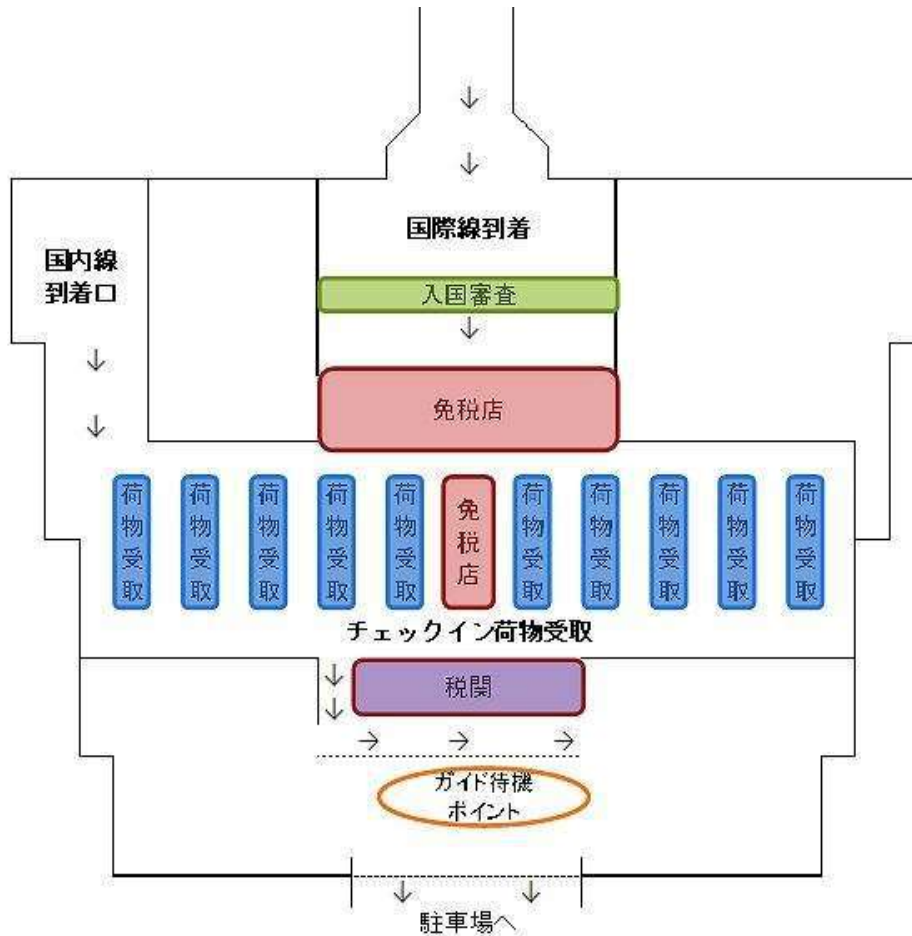 国際線到着
国内線
到着口
入国審査
免税店
荷物受取
荷物受取
荷物受取
荷物受取
荷物受取
免税店
荷物受取
荷物受取
荷物受取
荷物受取
荷物受取
チェックイン荷物受取
税関
ガイド待機
ポイント
駐車場へ